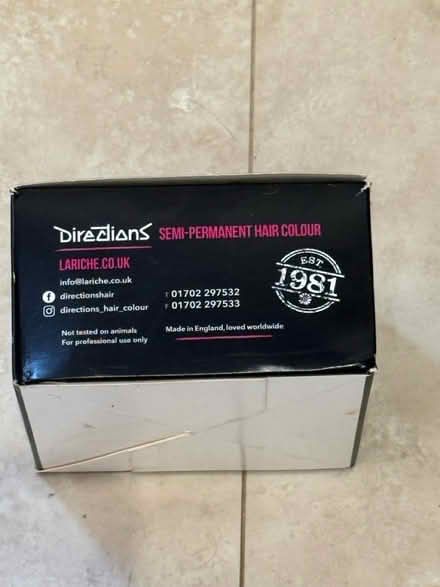 Directions SEMI-PERMANENT HAIR COLOUR
LARICHE.CO.UK
info@lariche.co.uk
directionshair
directions_hair_colour
T 01702 297532
F 01702 297533
Not tested on animals
For professional use only
Made in England, loved worldwide
EST
1981